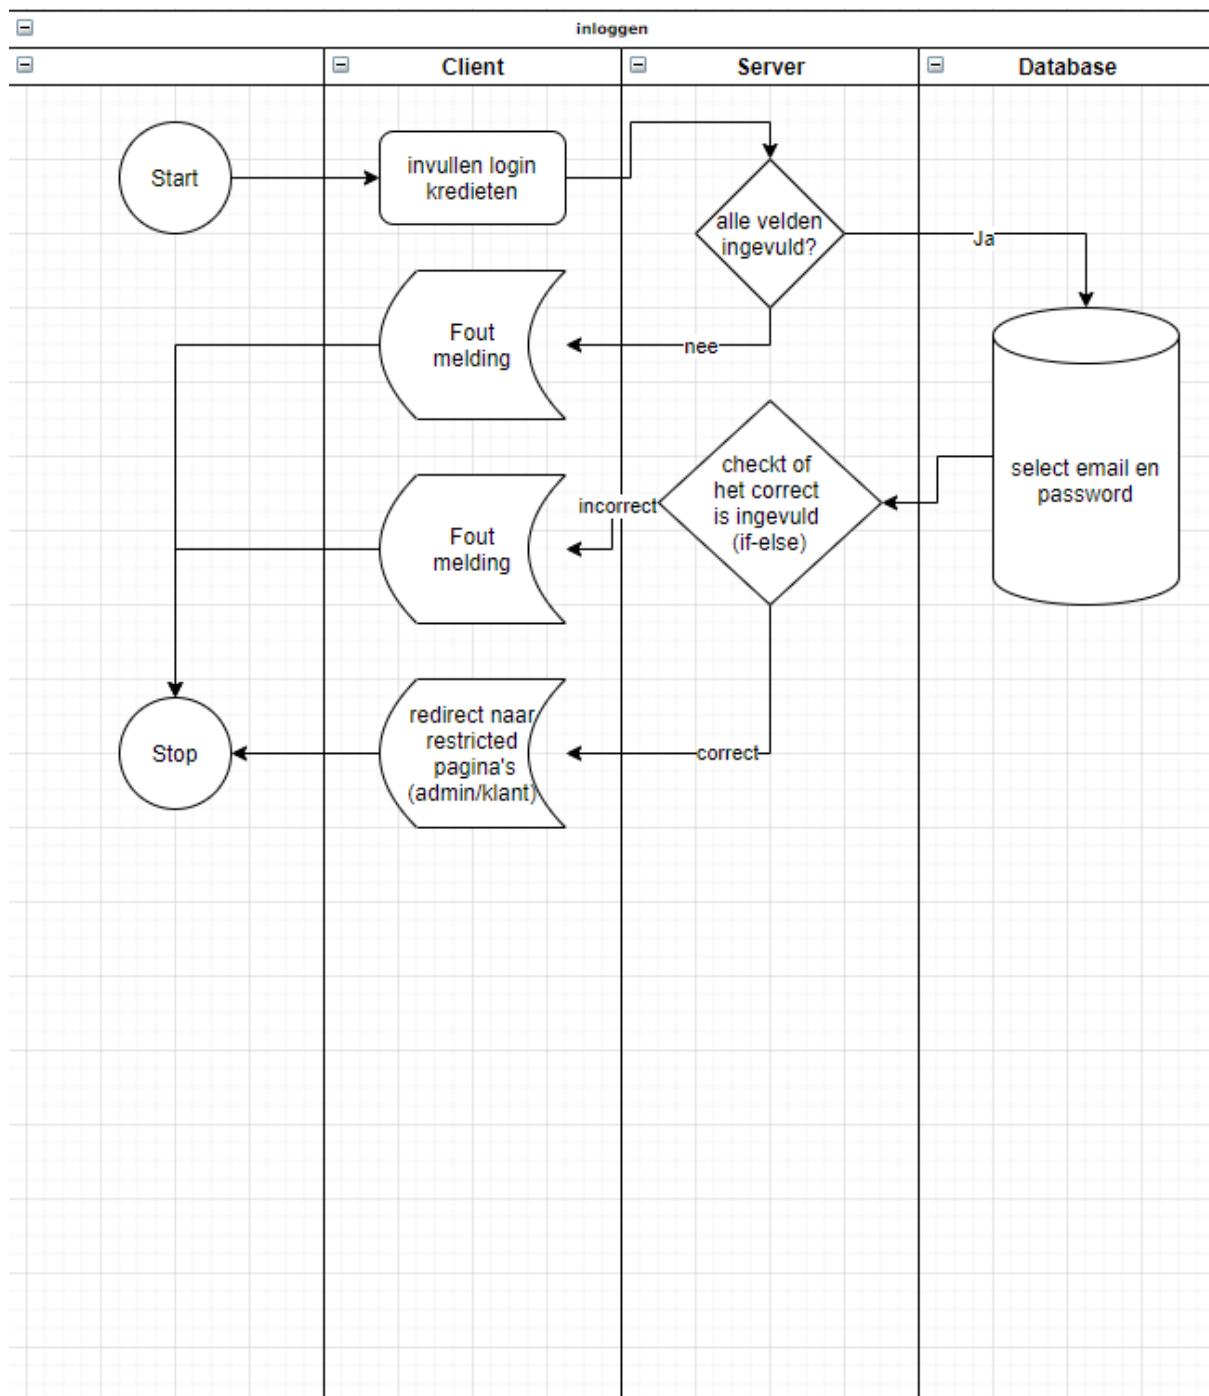 inloggen
Client
Server
Database
Start
invullen login
kredieten
alle velden
ingevuld?
Ja
Fout
melding
nee
select email en
password
checkt of
het correct
is ingevuld
(if-else)
incorrect
Fout
melding
redirect naar
restricted
pagina's
(admin/klant)
correct
Stop